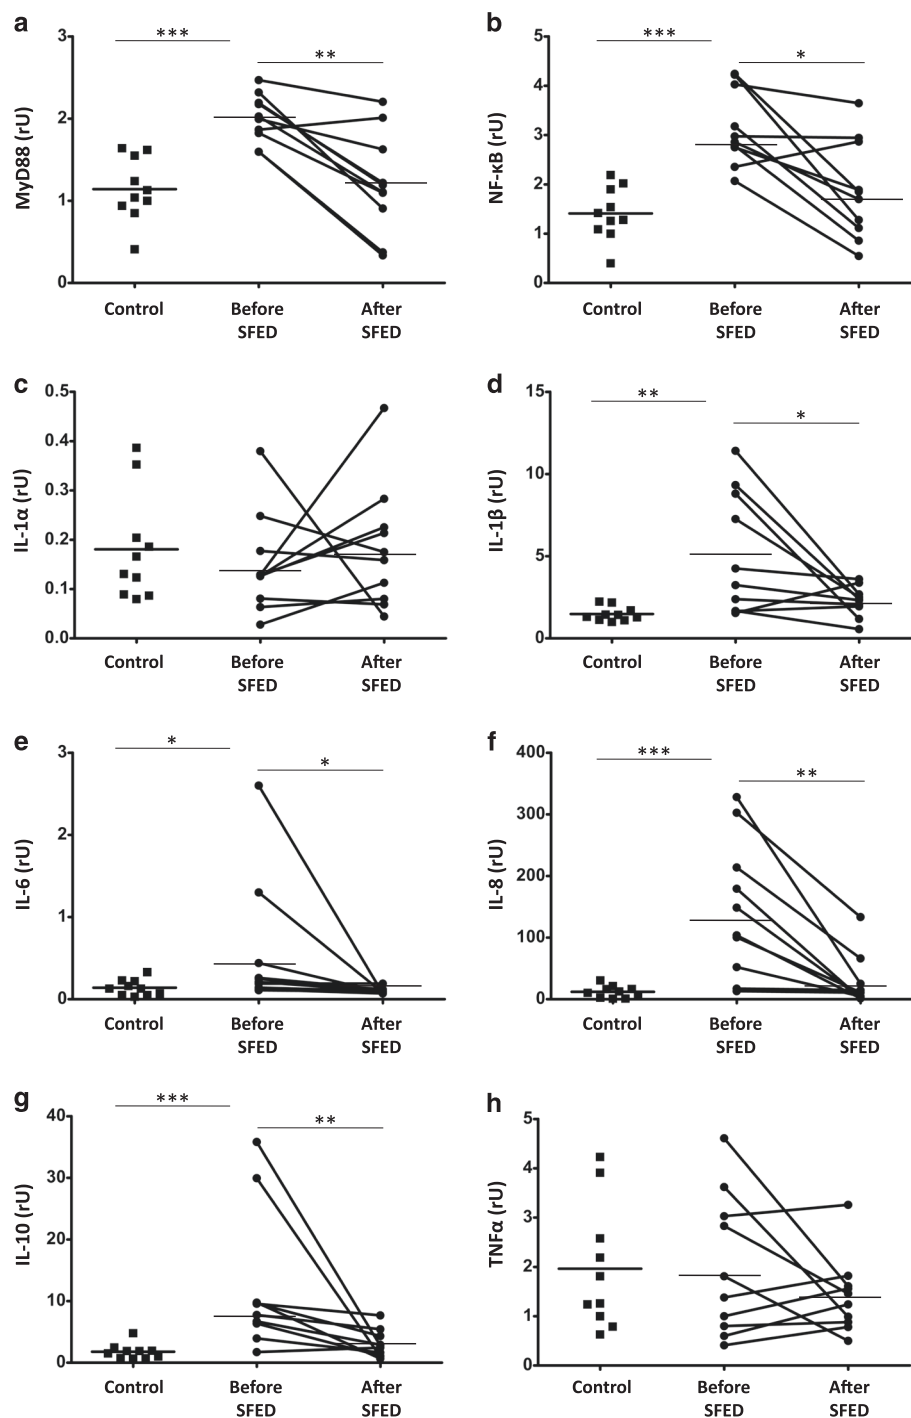 a
***
**
MyD88 (rU)
3
2
1
0
Control
Before
SFED
After
SFED
b
***
*
NF-κB (rU)
5
4
3
2
1
0
Control
Before
SFED
After
SFED
c
IL-1α (rU)
0.5
0.4
0.3
0.2
0.1
0.0
Control
Before
SFED
After
SFED
d
**
*
IL-1β (rU)
15
10
5
0
Control
Before
SFED
After
SFED
e
*
*
IL-6 (rU)
3
2
1
0
Control
Before
SFED
After
SFED
f
***
**
IL-8 (rU)
400
300
200
100
0
Control
Before
SFED
After
SFED
g
***
**
IL-10 (rU)
40
30
20
10
0
Control
Before
SFED
After
SFED
h
TNFα (rU)
5
4
3
2
1
0
Control
Before
SFED
After
SFED